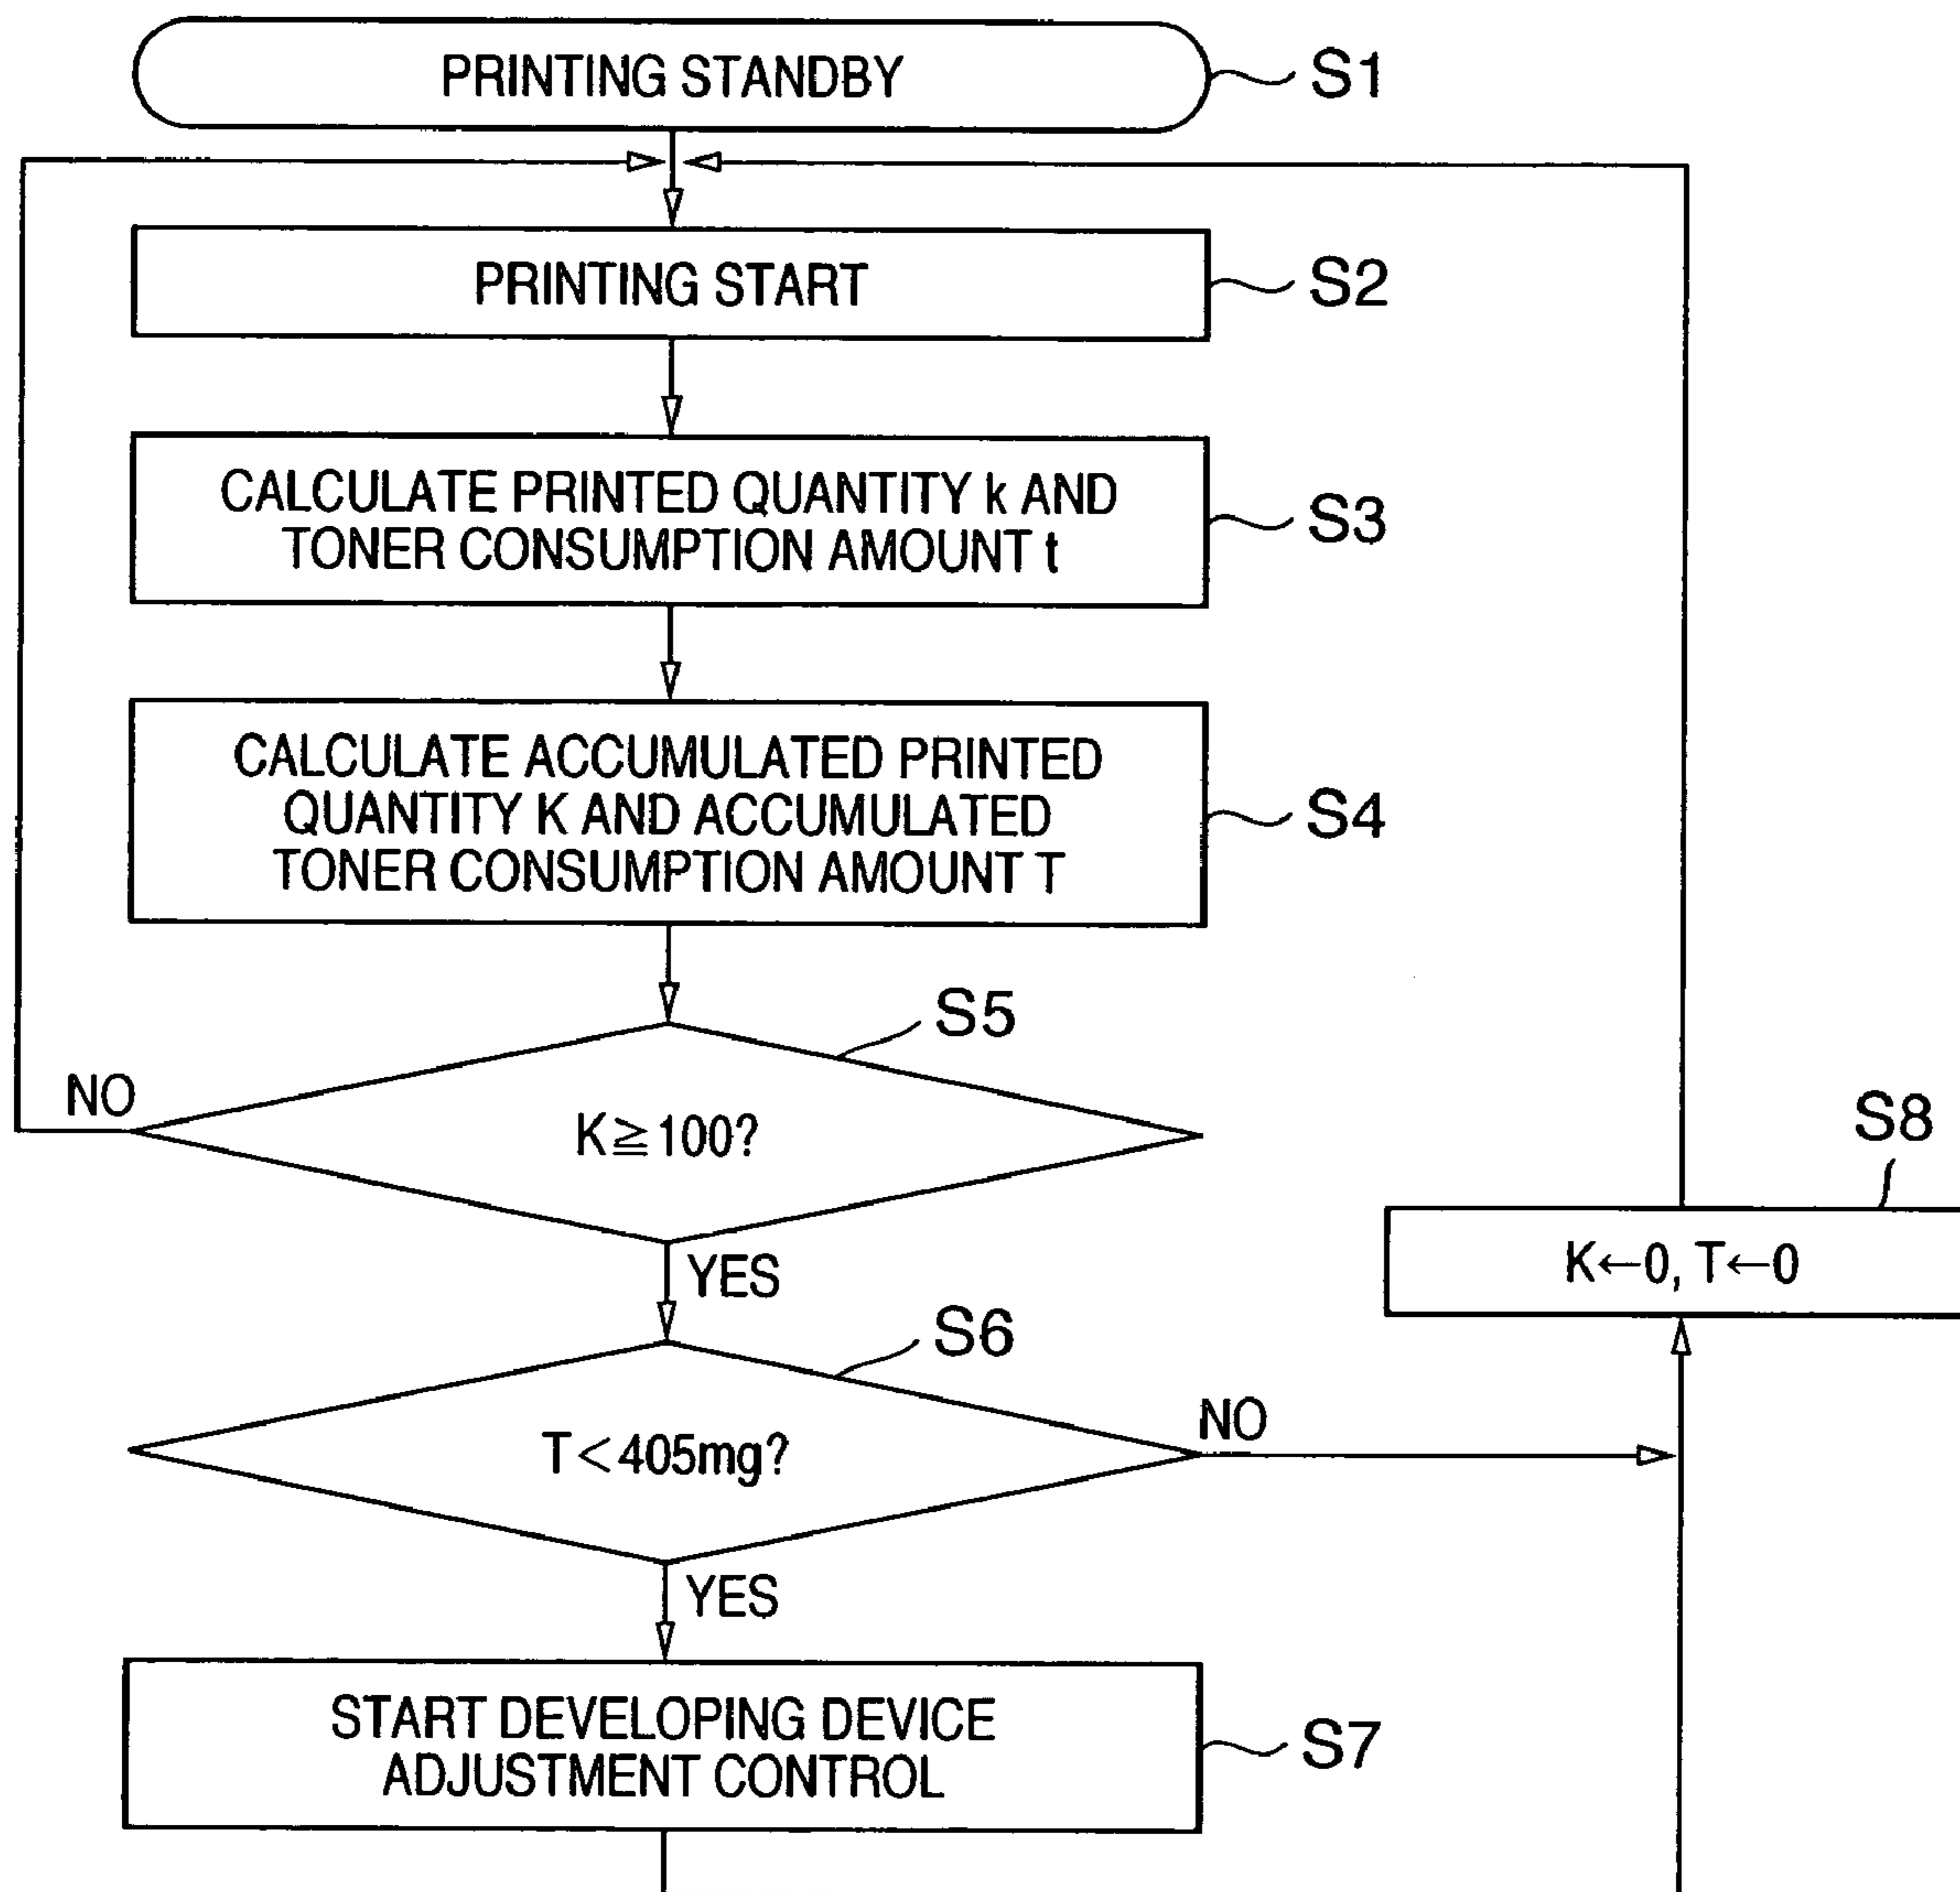 PRINTING STANDBY
S1
PRINTING START
S2
CALCULATE PRINTED QUANTITY k AND
TONER CONSUMPTION AMOUNT t
S3
CALCULATE ACCUMULATED PRINTED
QUANTITY K AND ACCUMULATED
TONER CONSUMPTION AMOUNT T
S4
S5
NO
K≧100?
YES
S8
K←0, T←0
S6
NO
T<405mg?
YES
START DEVELOPING DEVICE
ADJUSTMENT CONTROL
S7